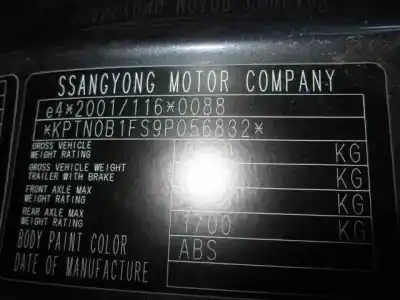 SSANGYONG MOTOR COMPANY
e4*2001/116*0088
*KPTN0B1FS9P056832*
GROSS VEHICLE
WEIGHT RATING KG
GROSS VEHICLE WEIGHT
TRAILER WITH BRAKE KG
FRONT AXLE MAX
WEIGHT RATING KG
REAR AXLE MAX
WEIGHT RATING 1700 KG
BODY PAINT COLOR ABS
DATE OF MANUFACTURE